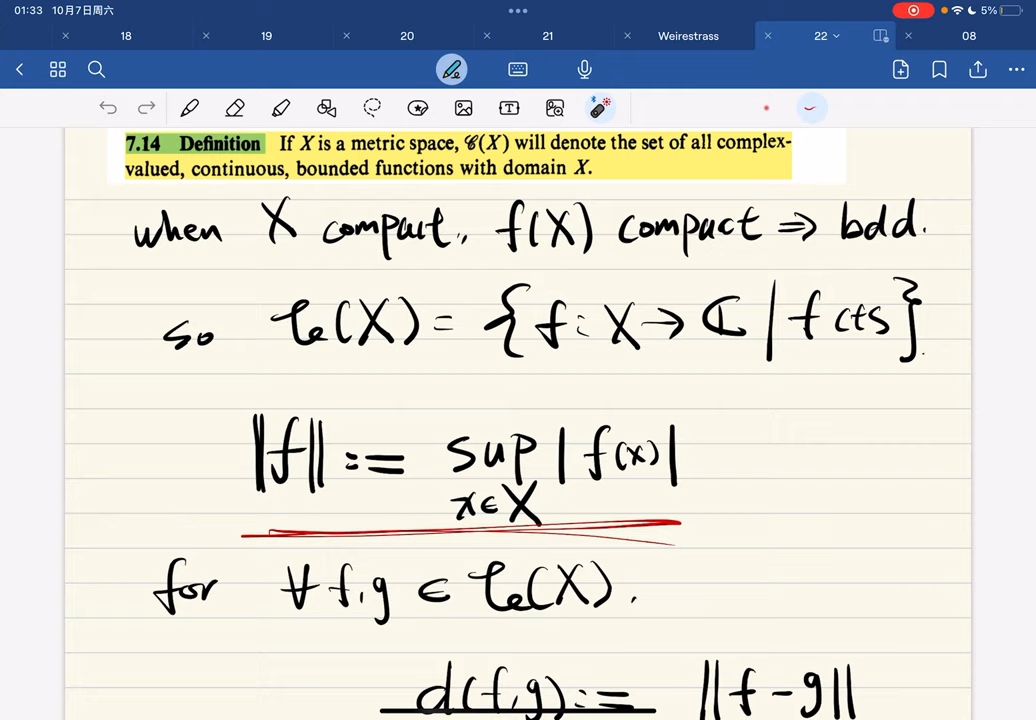 01:33 10月7日周六 5%
18 19 20 21 Weirestrass 22 08
7.14 Definition If X is a metric space, 𝒞(X) will denote the set of all complex-
valued, continuous, bounded functions with domain X.
when X compact, f(X) compact ⇒ bdd.
so 𝒞(X) = {f: X → ℂ | f cts}.
||f|| := sup |f(x)|
x∈X
for ∀ f,g ∈ 𝒞(X).
d(f,g) := ||f-g||